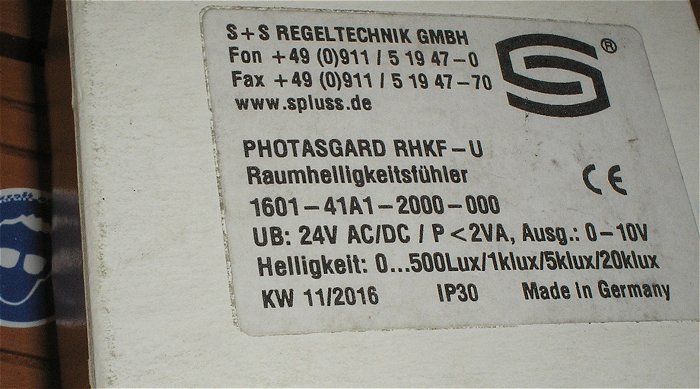 S+S REGELTECHNIK GMBH
Fon +49 (0)911 / 5 19 47-0
Fax +49 (0)911 / 5 19 47-70
www.spluss.de
®
PHOTASGARD RHKF-U
Raumhelligkeitsfühler
1601-41A1-2000-000
CE
UB: 24V AC/DC / P<2VA, Ausg.: 0-10V
Helligkeit: 0...500Lux/1klux/5klux/20klux
KW 11/2016 IP30 Made in Germany